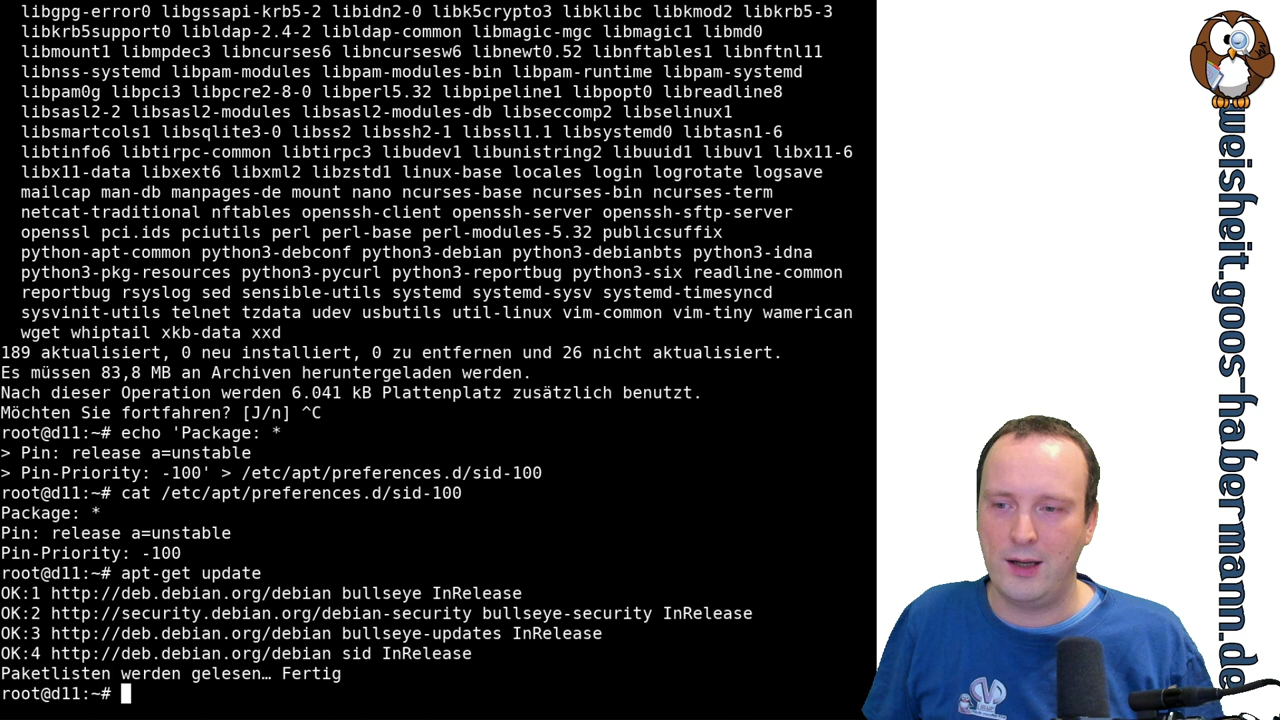 libgpg-error0 libgssapi-krb5-2 libidn2-0 libk5crypto3 libklibc libkmod2 libkrb5-3
libkrb5support0 libldap-2.4-2 libldap-common libmagic-mgc libmagic1 libmd0
libmount1 libmpdec3 libncurses6 libncursesw6 libnewt0.52 libnftables1 libnftnl11
libnss-systemd libpam-modules libpam-modules-bin libpam-runtime libpam-systemd
libpam0g libpci3 libpcre2-8-0 libperl5.32 libpipeline1 libpopt0 libreadline8
libsasl2-2 libsasl2-modules libsasl2-modules-db libseccomp2 libselinux1
libsmartcols1 libsqlite3-0 libss2 libssh2-1 libssl1.1 libsystemd0 libtasn1-6
libtinfo6 libtirpc-common libtirpc3 libudev1 libunistring2 libuuid1 libuv1 libx11-6
libx11-data libxext6 libxml2 libzstd1 linux-base locales login logrotate logsave
mailcap man-db manpages-de mount nano ncurses-base ncurses-bin ncurses-term
netcat-traditional nftables openssh-client openssh-server openssh-sftp-server
openssl pci.ids pciutils perl perl-base perl-modules-5.32 publicsuffix
python-apt-common python3-debconf python3-debian python3-debianbts python3-idna
python3-pkg-resources python3-pycurl python3-reportbug python3-six readline-common
reportbug rsyslog sed sensible-utils systemd systemd-sysv systemd-timesyncd
sysvinit-utils telnet tzdata udev usbutils util-linux vim-common vim-tiny wamerican
wget whiptail xkb-data xxd
189 aktualisiert, 0 neu installiert, 0 zu entfernen und 26 nicht aktualisiert.
Es müssen 83,8 MB an Archiven heruntergeladen werden.
Nach dieser Operation werden 6.041 kB Plattenplatz zusätzlich benutzt.
Möchten Sie fortfahren? [J/n] ^C
root@d11:~# echo 'Package: *
> Pin: release a=unstable
> Pin-Priority: -100' > /etc/apt/preferences.d/sid-100
root@d11:~# cat /etc/apt/preferences.d/sid-100
Package: *
Pin: release a=unstable
Pin-Priority: -100
root@d11:~# apt-get update
OK:1 http://deb.debian.org/debian bullseye InRelease
OK:2 http://security.debian.org/debian-security bullseye-security InRelease
OK:3 http://deb.debian.org/debian bullseye-updates InRelease
OK:4 http://deb.debian.org/debian sid InRelease
Paketlisten werden gelesen… Fertig
root@d11:~#
weisheit.goos-habermann.de